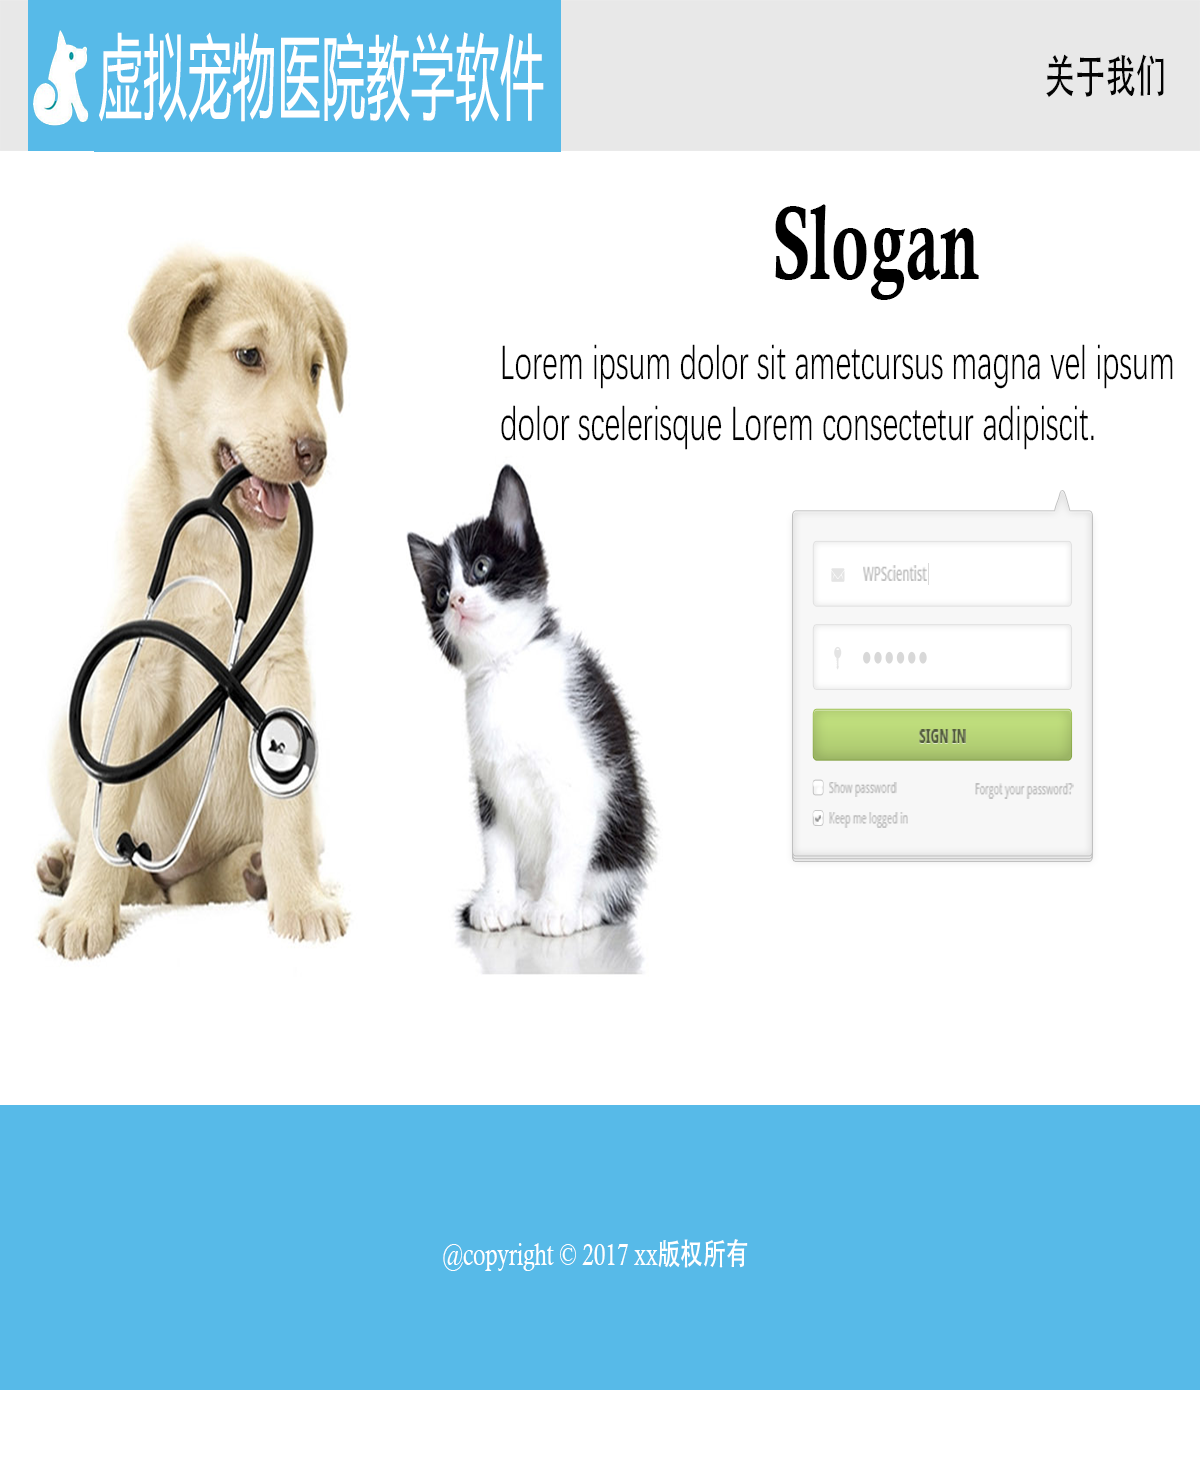 虚拟宠物医院教学软件
关于我们
Slogan
Lorem ipsum dolor sit ametcursus magna vel ipsum
dolor scelerisque Lorem consectetur adipiscit.
WPScientist
SIGN IN
Show password
Forgot your password?
Keep me logged in
@copyright © 2017 xx版权所有